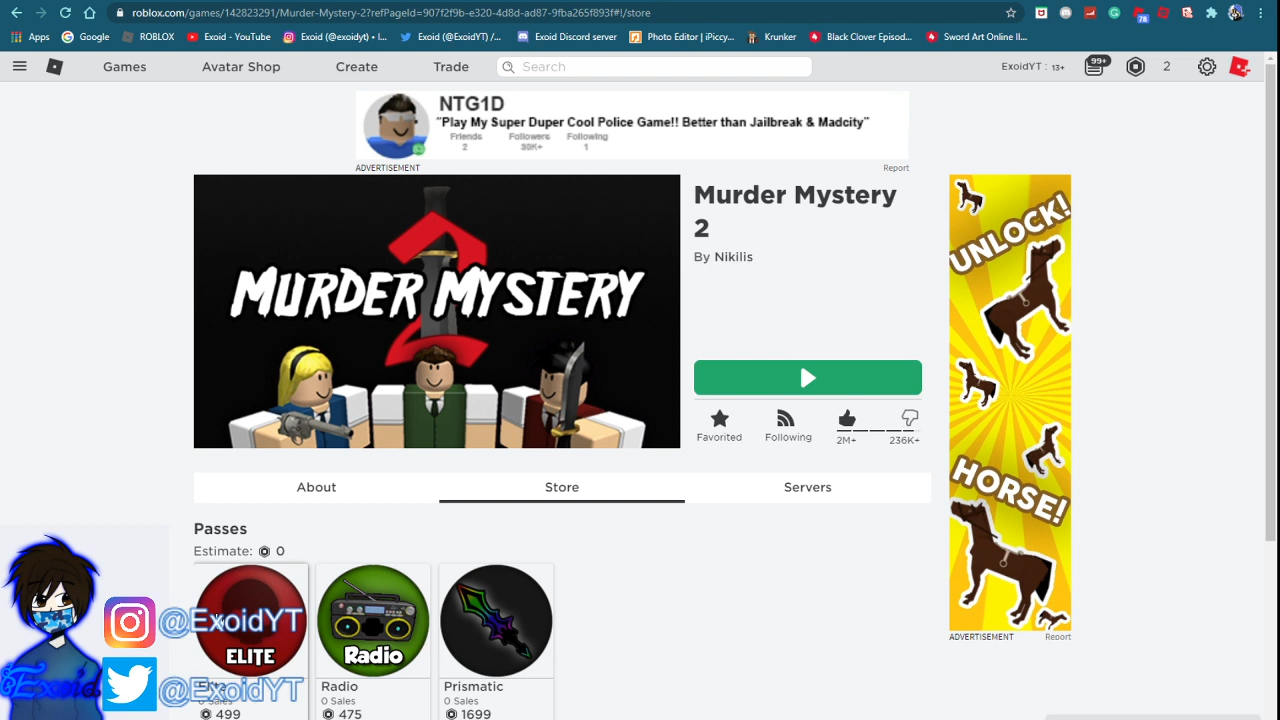 roblox.com/games/142823291/Murder-Mystery-2?refPageId=907f2f9b-e320-4d8d-ad87-9fba265f893f#!/store
78
Apps Google ROBLOX Exoid - YouTube Instagram (@exoidyt) • I... Exoid (@ExoidYT) /... Exoid Discord server Photo Editor | iPiccy... Krunker Black Clover Episod... Sword Art Online II...
Games Avatar Shop Create Trade Search ExoidYT : 13+ 99+ 2
NTG1D
"Play My Super Duper Cool Police Game!! Better than Jailbreak & Madcity"
Friends Followers Following
2 30K+ 1
ADVERTISEMENT Report
MURDER MYSTERY
2
Murder Mystery
2
By Nikilis
Favorited Following 2M+ 236K+
UNLOCK!
HORSE!
ADVERTISEMENT Report
About Store Servers
Passes
Estimate: 0
ELITE Radio
@ExoidYT
Elite Radio Prismatic
0 Sales 0 Sales 0 Sales
499 475 1699
@ExoidYT
@Exoid